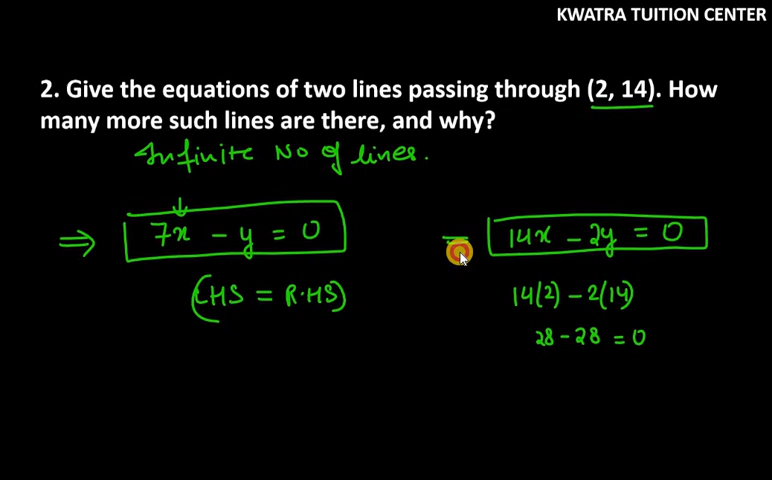 KWATRA TUITION CENTER
2. Give the equations of two lines passing through (2, 14). How
many more such lines are there, and why?
Infinite No of lines.
⇒ 7x - y = 0 = 14x - 2y = 0
(LHS = R.HS) 14(2) - 2(14)
28 - 28 = 0